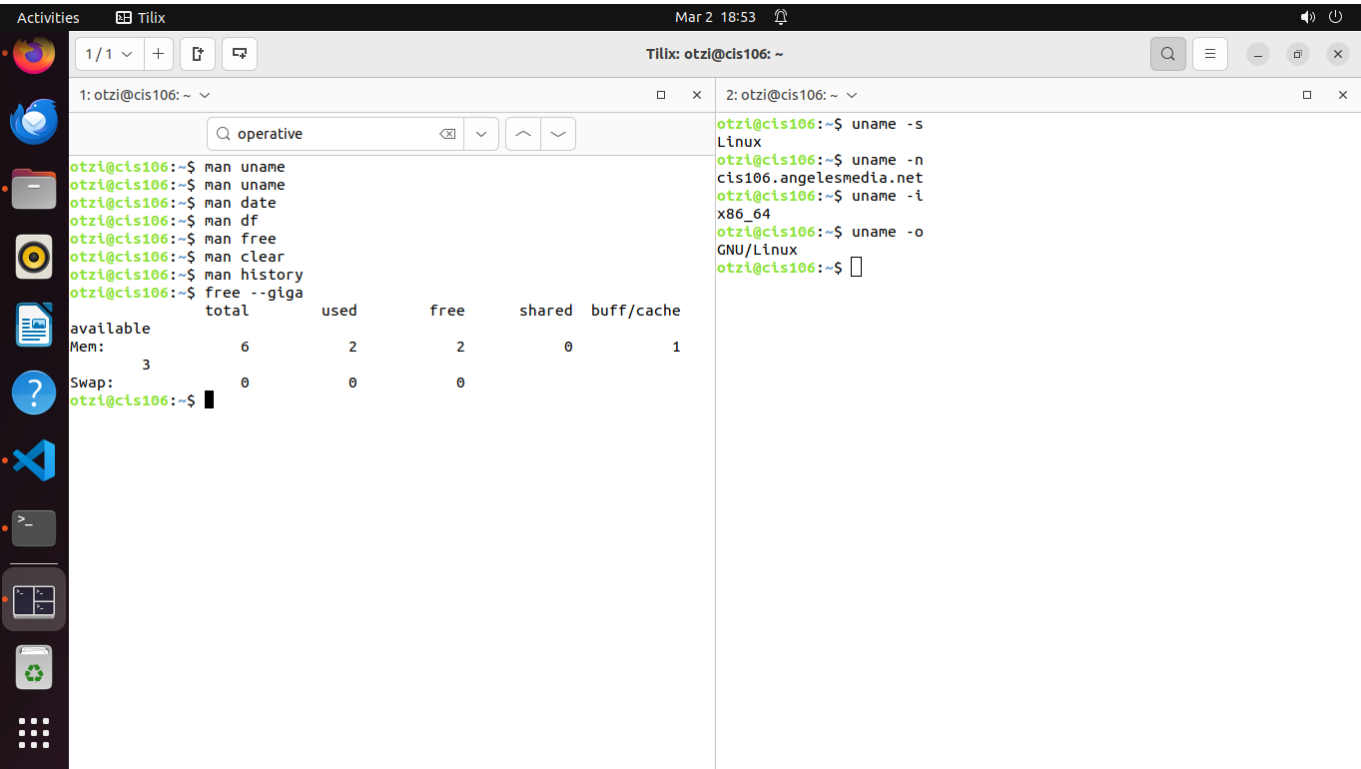 Activities Tilix Mar 2 18:53
1 / 1 Tilix: otzi@cis106: ~
1: otzi@cis106: ~
operative
otzi@cis106:~$ man uname
otzi@cis106:~$ man uname
otzi@cis106:~$ man date
otzi@cis106:~$ man df
otzi@cis106:~$ man free
otzi@cis106:~$ man clear
otzi@cis106:~$ man history
otzi@cis106:~$ free --giga
total used free shared buff/cache
available
Mem: 6 2 2 0 1
3
Swap: 0 0 0
otzi@cis106:~$
2: otzi@cis106: ~
otzi@cis106:~$ uname -s
Linux
otzi@cis106:~$ uname -n
cis106.angelesmedia.net
otzi@cis106:~$ uname -i
x86_64
otzi@cis106:~$ uname -o
GNU/Linux
otzi@cis106:~$